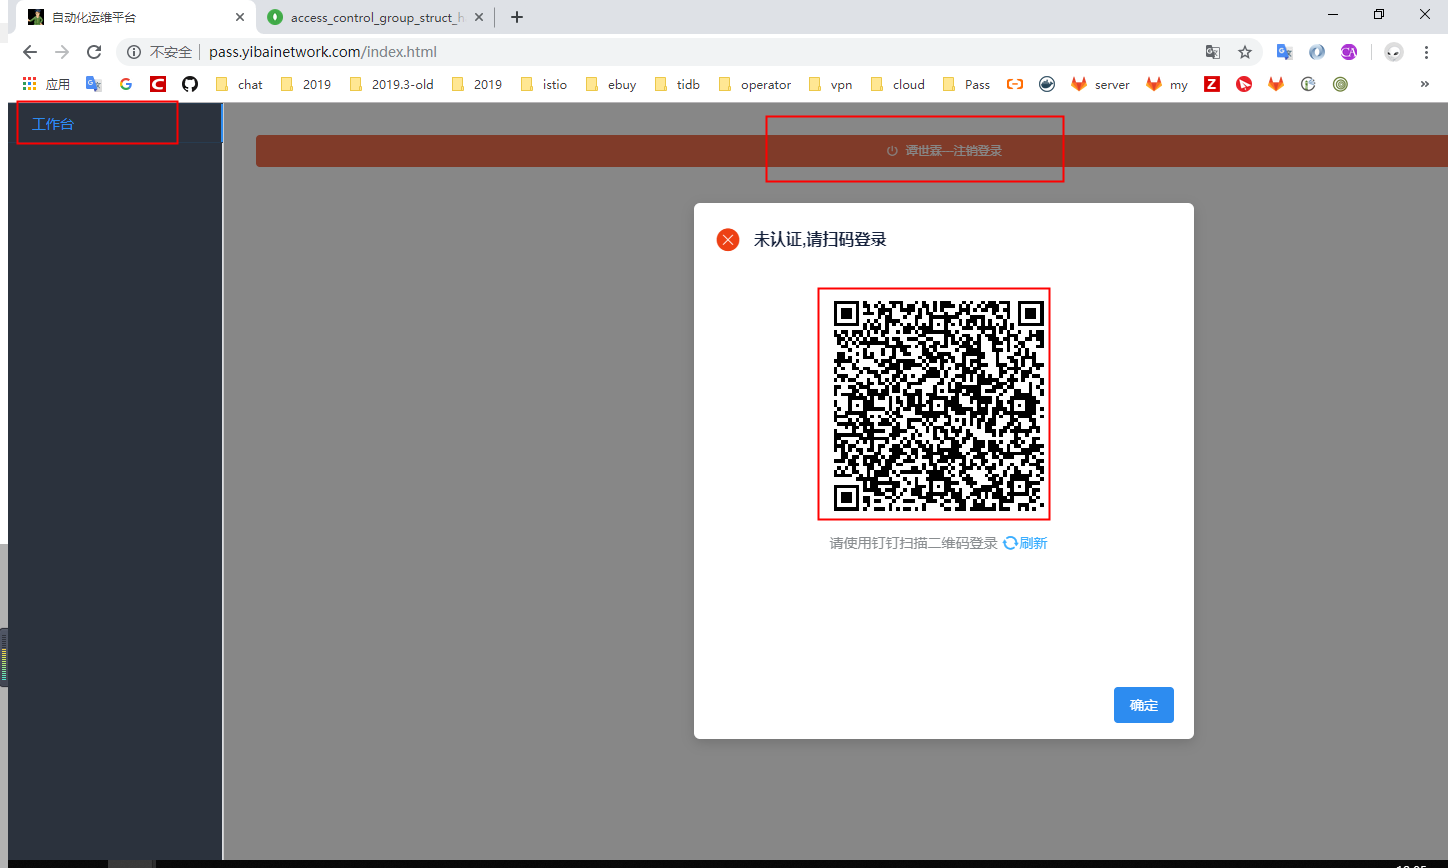 自动化运维平台
access_control_group_struct_h
不安全
pass.yibainetwork.com/index.html
应用 chat 2019 2019.3-old 2019 istio ebuy tidb operator vpn cloud Pass server my »
工作台
谭世霖—注销登录
未认证,请扫码登录
请使用钉钉扫描二维码登录 刷新
确定